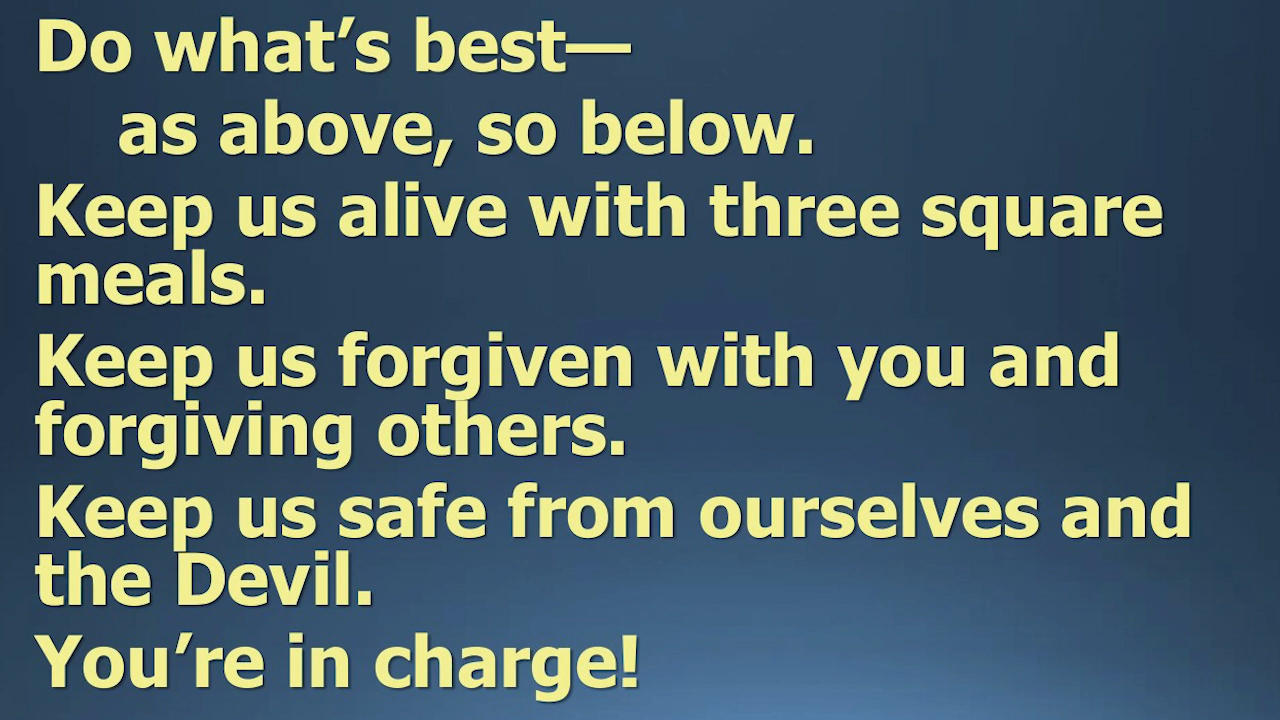 Do what’s best—
as above, so below.
Keep us alive with three square
meals.
Keep us forgiven with you and
forgiving others.
Keep us safe from ourselves and
the Devil.
You’re in charge!